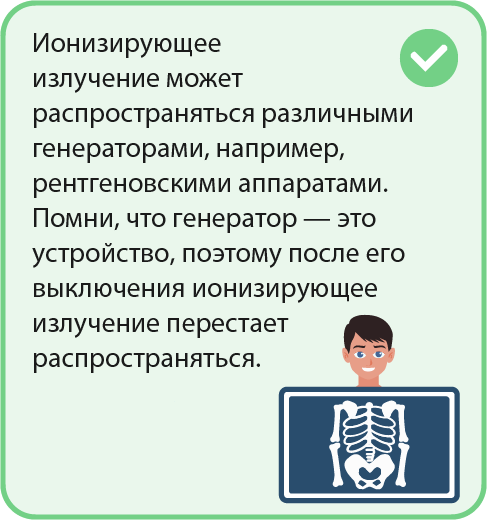 Ионизирующее
излучение может
распространяться различными
генераторами, например,
рентгеновскими аппаратами.
Помни, что генератор — это
устройство, поэтому после его
выключения ионизирующее
излучение перестает
распространяться.